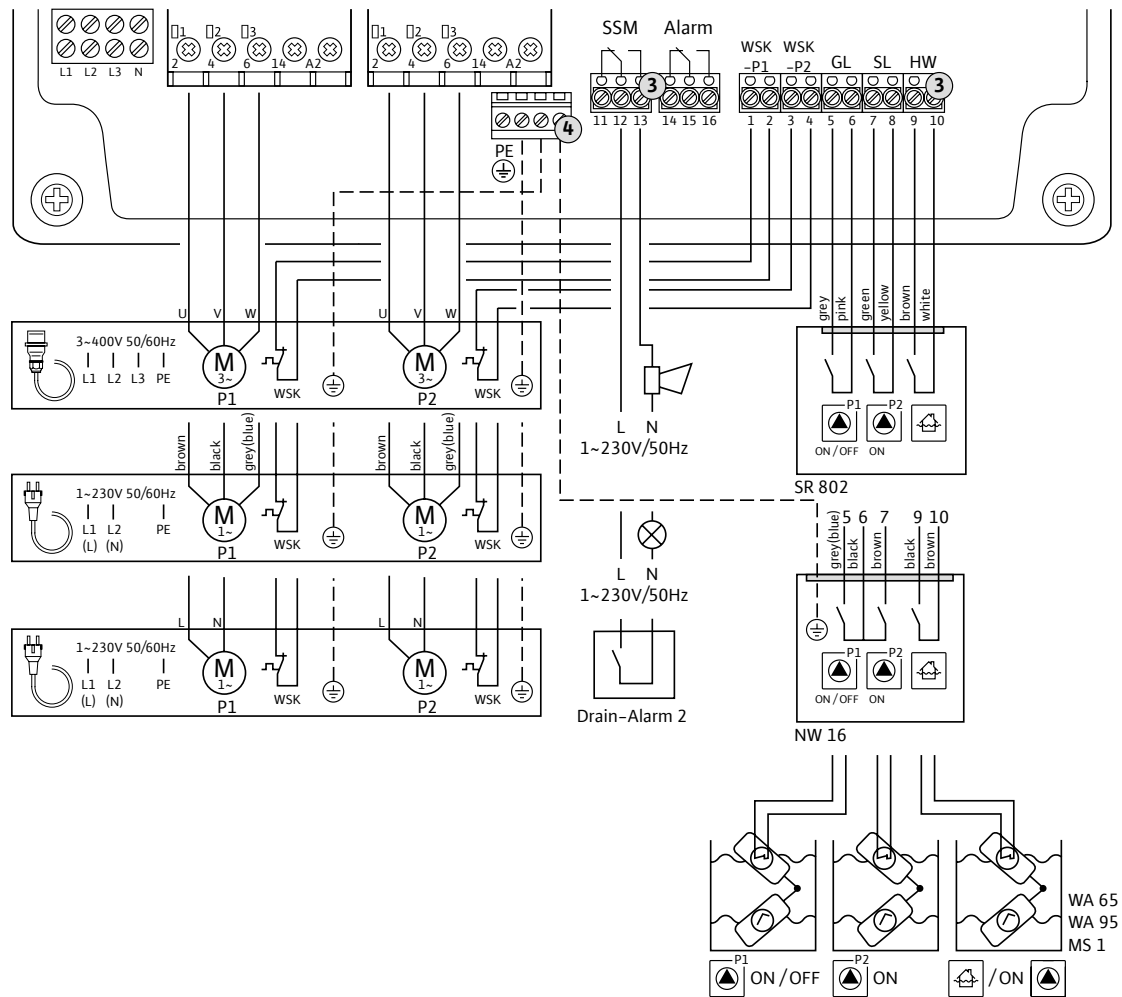 SSM Alarm
1 2 3
1 2 3
WSK -P1 WSK -P2 GL SL HW
3
3
L1 L2 L3 N
2 4 6 14 A2
2 4 6 14 A2
11 12 13
14 15 16
1 2 3 4 5 6 7 8 9 10
4
PE
U V W
U V W
grey pink green yellow brown white
3~400V 50/60Hz
L1 L2 L3 PE
M 3~
P1
WSK
M 3~
P2
WSK
L N
1~230V/50Hz
P1 P2
ON/OFF ON
SR 802
brown black grey(blue)
brown black grey(blue)
1~230V 50/60Hz
L1 L2 PE
(L) (N)
M 1~
P1
WSK
M 1~
P2
WSK
L N
1~230V/50Hz
5 6 7 9 10
grey(blue) black brown black brown
L N
L N
1~230V 50/60Hz
L1 L2 PE
(L) (N)
M 1~
P1
WSK
M 1~
P2
WSK
Drain-Alarm 2
P1 P2
ON/OFF ON
NW 16
WA 65
WA 95
MS 1
P1 ON/OFF
P2 ON
/ON